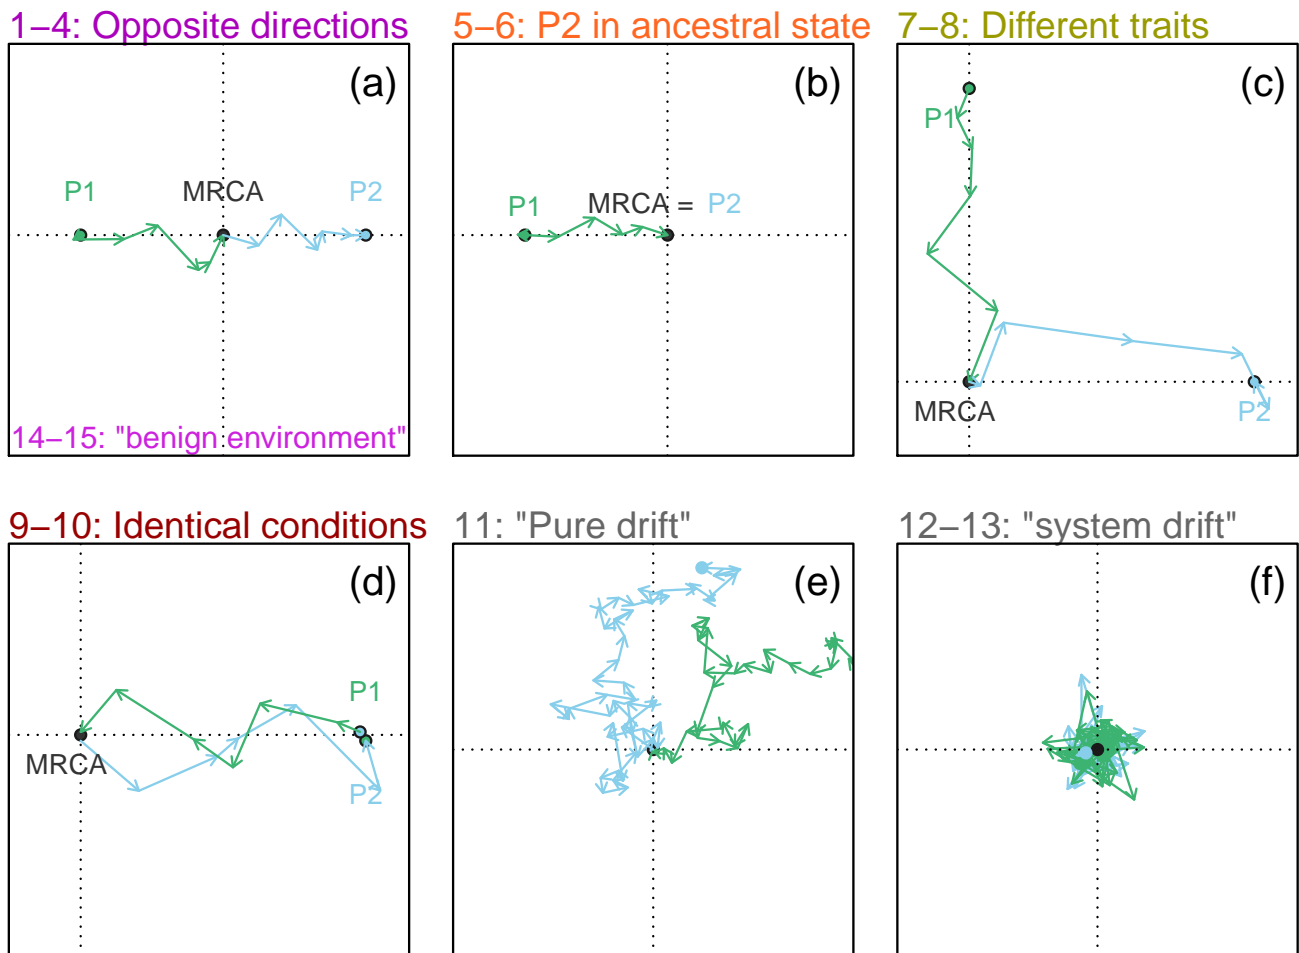 1–4: Opposite directions
(a)
P1
MRCA
P2
14–15: "benign environment"
5–6: P2 in ancestral state
(b)
P1
MRCA = P2
7–8: Different traits
(c)
P1
MRCA
P2
9–10: Identical conditions
(d)
P1
MRCA
P2
11: "Pure drift"
(e)
12–13: "system drift"
(f)